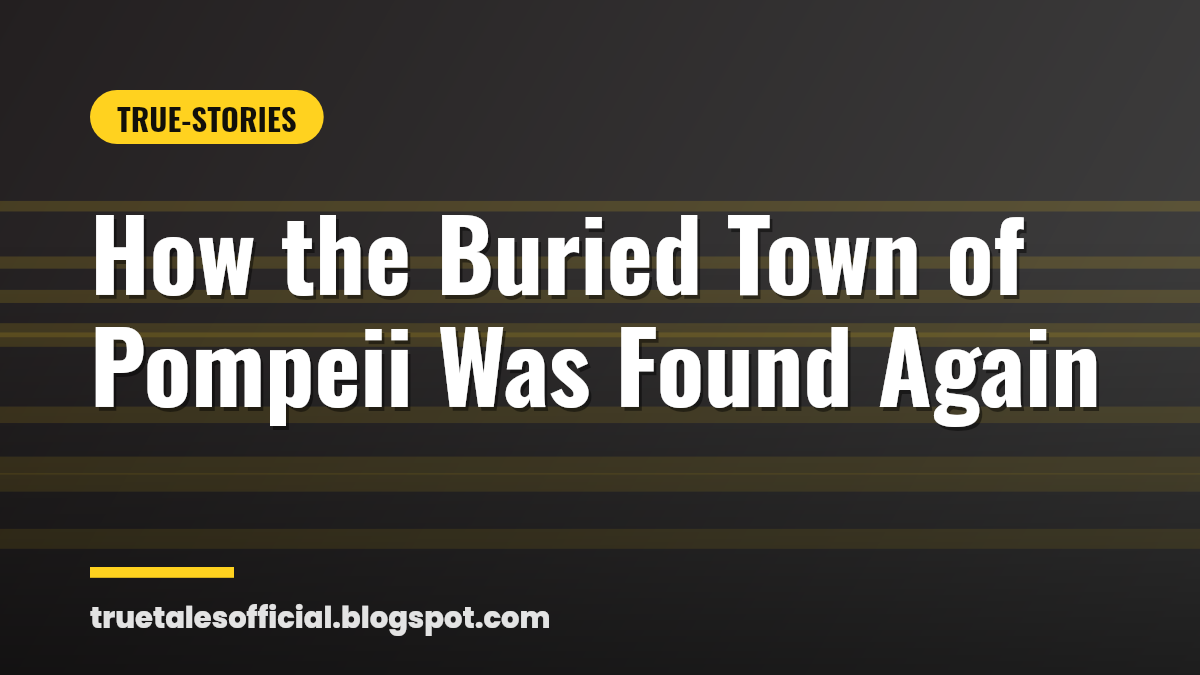 TRUE-STORIES
How the Buried Town of
Pompeii Was Found Again
truetalesofficial.blogspot.com